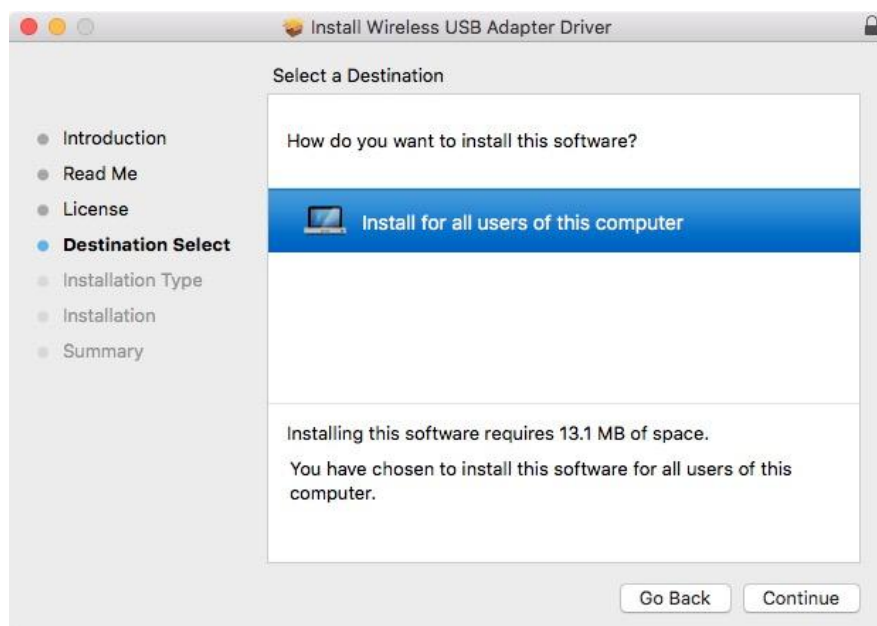 Install Wireless USB Adapter Driver
Select a Destination
Introduction
Read Me
License
Destination Select
Installation Type
Installation
Summary
How do you want to install this software?
Install for all users of this computer
Installing this software requires 13.1 MB of space.
You have chosen to install this software for all users of this
computer.
Go Back
Continue